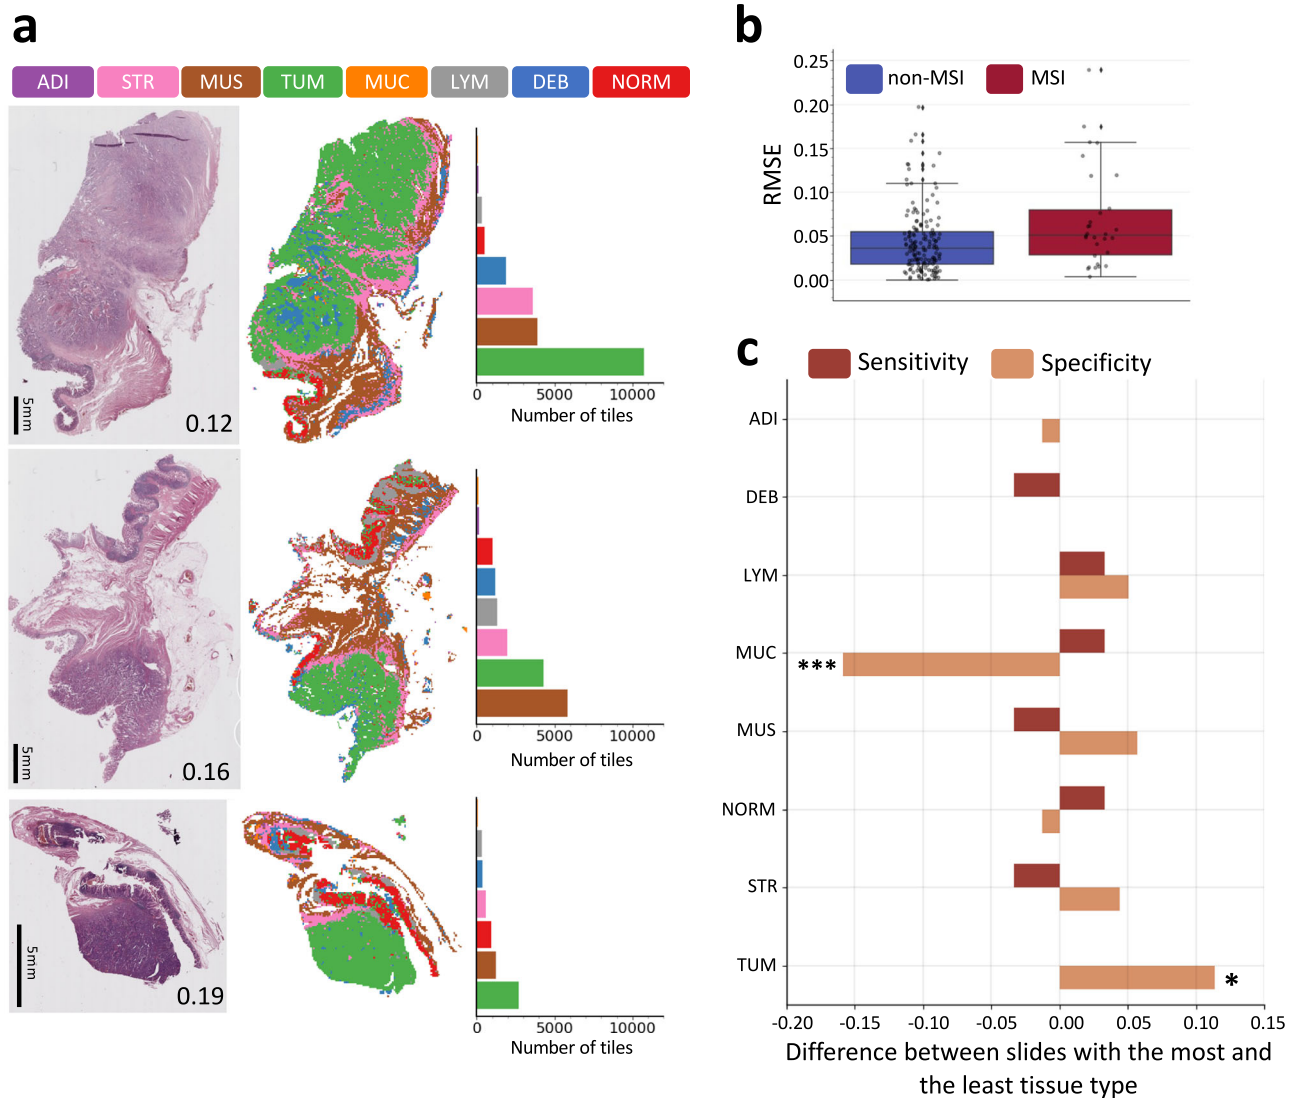 a
ADI STR MUS TUM MUC LYM DEB NORM
5mm
0.12
0 5000 10000
Number of tiles
5mm
0.16
0 5000 10000
Number of tiles
5mm
0.19
0 5000 10000
Number of tiles
b
non-MSI MSI
RMSE
0.25
0.20
0.15
0.10
0.05
0.00
c
Sensitivity Specificity
ADI
DEB
LYM
MUC
***
MUS
NORM
STR
TUM
*
-0.20 -0.15 -0.10 -0.05 0.00 0.05 0.10 0.15
Difference between slides with the most and
the least tissue type